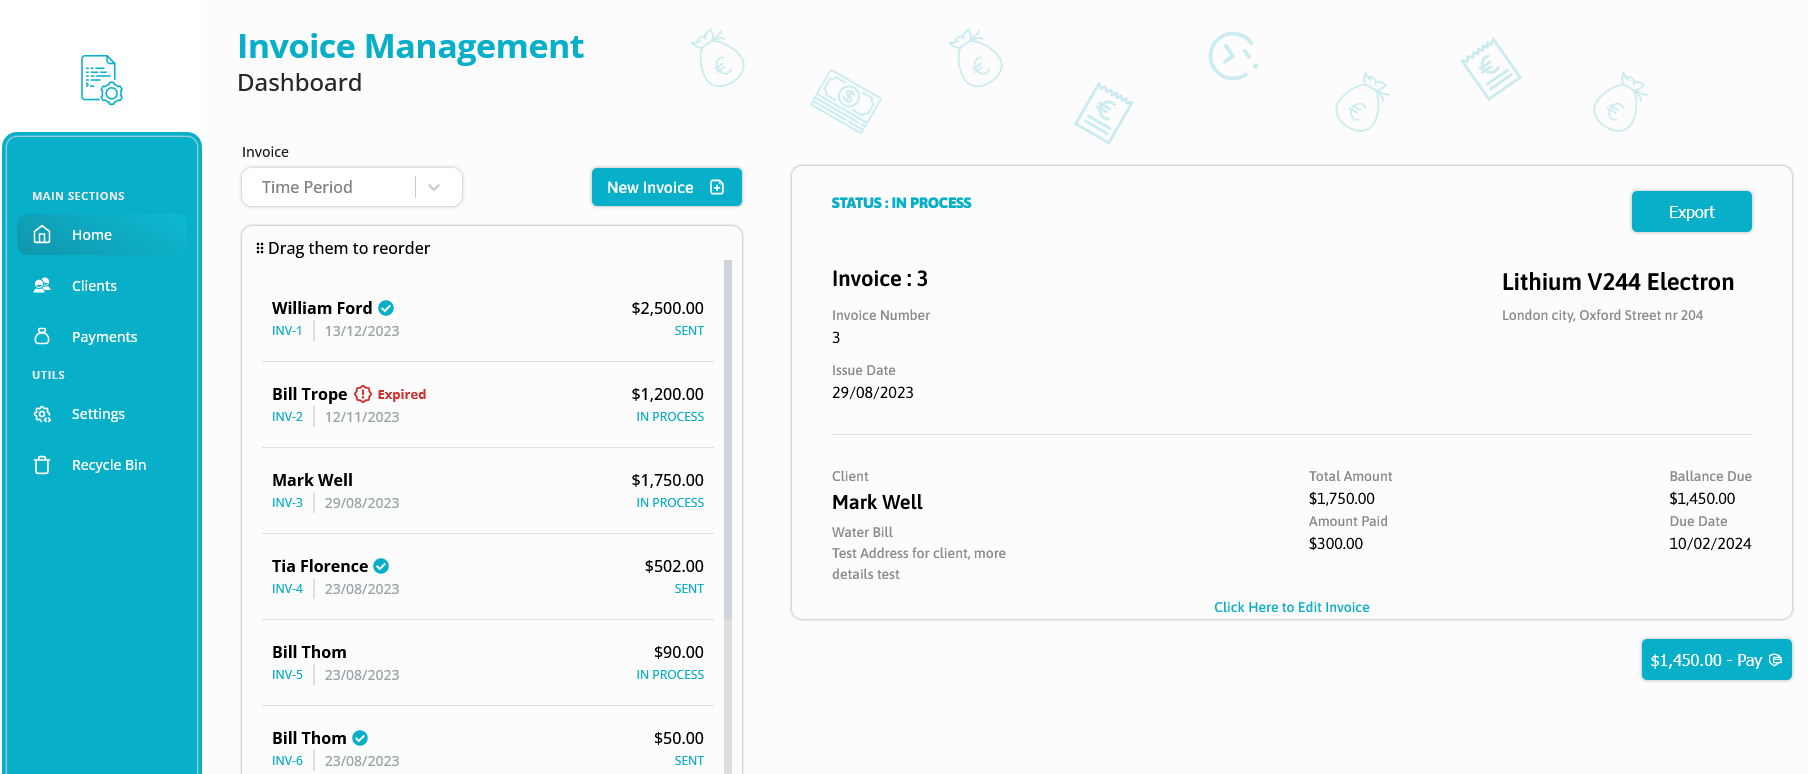 Invoice Management
Dashboard
MAIN SECTIONS
Home
Clients
Payments
UTILS
Settings
Recycle Bin
Invoice
Time Period
New Invoice
Drag them to reorder
William Ford $2,500.00
INV-1 13/12/2023 SENT
Bill Trope Expired $1,200.00
INV-2 12/11/2023 IN PROCESS
Mark Well $1,750.00
INV-3 29/08/2023 IN PROCESS
Tia Florence $502.00
INV-4 23/08/2023 SENT
Bill Thom $90.00
INV-5 23/08/2023 IN PROCESS
Bill Thom $50.00
INV-6 23/08/2023 SENT
STATUS : IN PROCESS
Export
Invoice : 3
Invoice Number
3
Issue Date
29/08/2023
Lithium V244 Electron
London city, Oxford Street nr 204
Client
Mark Well
Water Bill
Test Address for client, more
details test
Total Amount
$1,750.00
Amount Paid
$300.00
Ballance Due
$1,450.00
Due Date
10/02/2024
Click Here to Edit Invoice
$1,450.00 - Pay